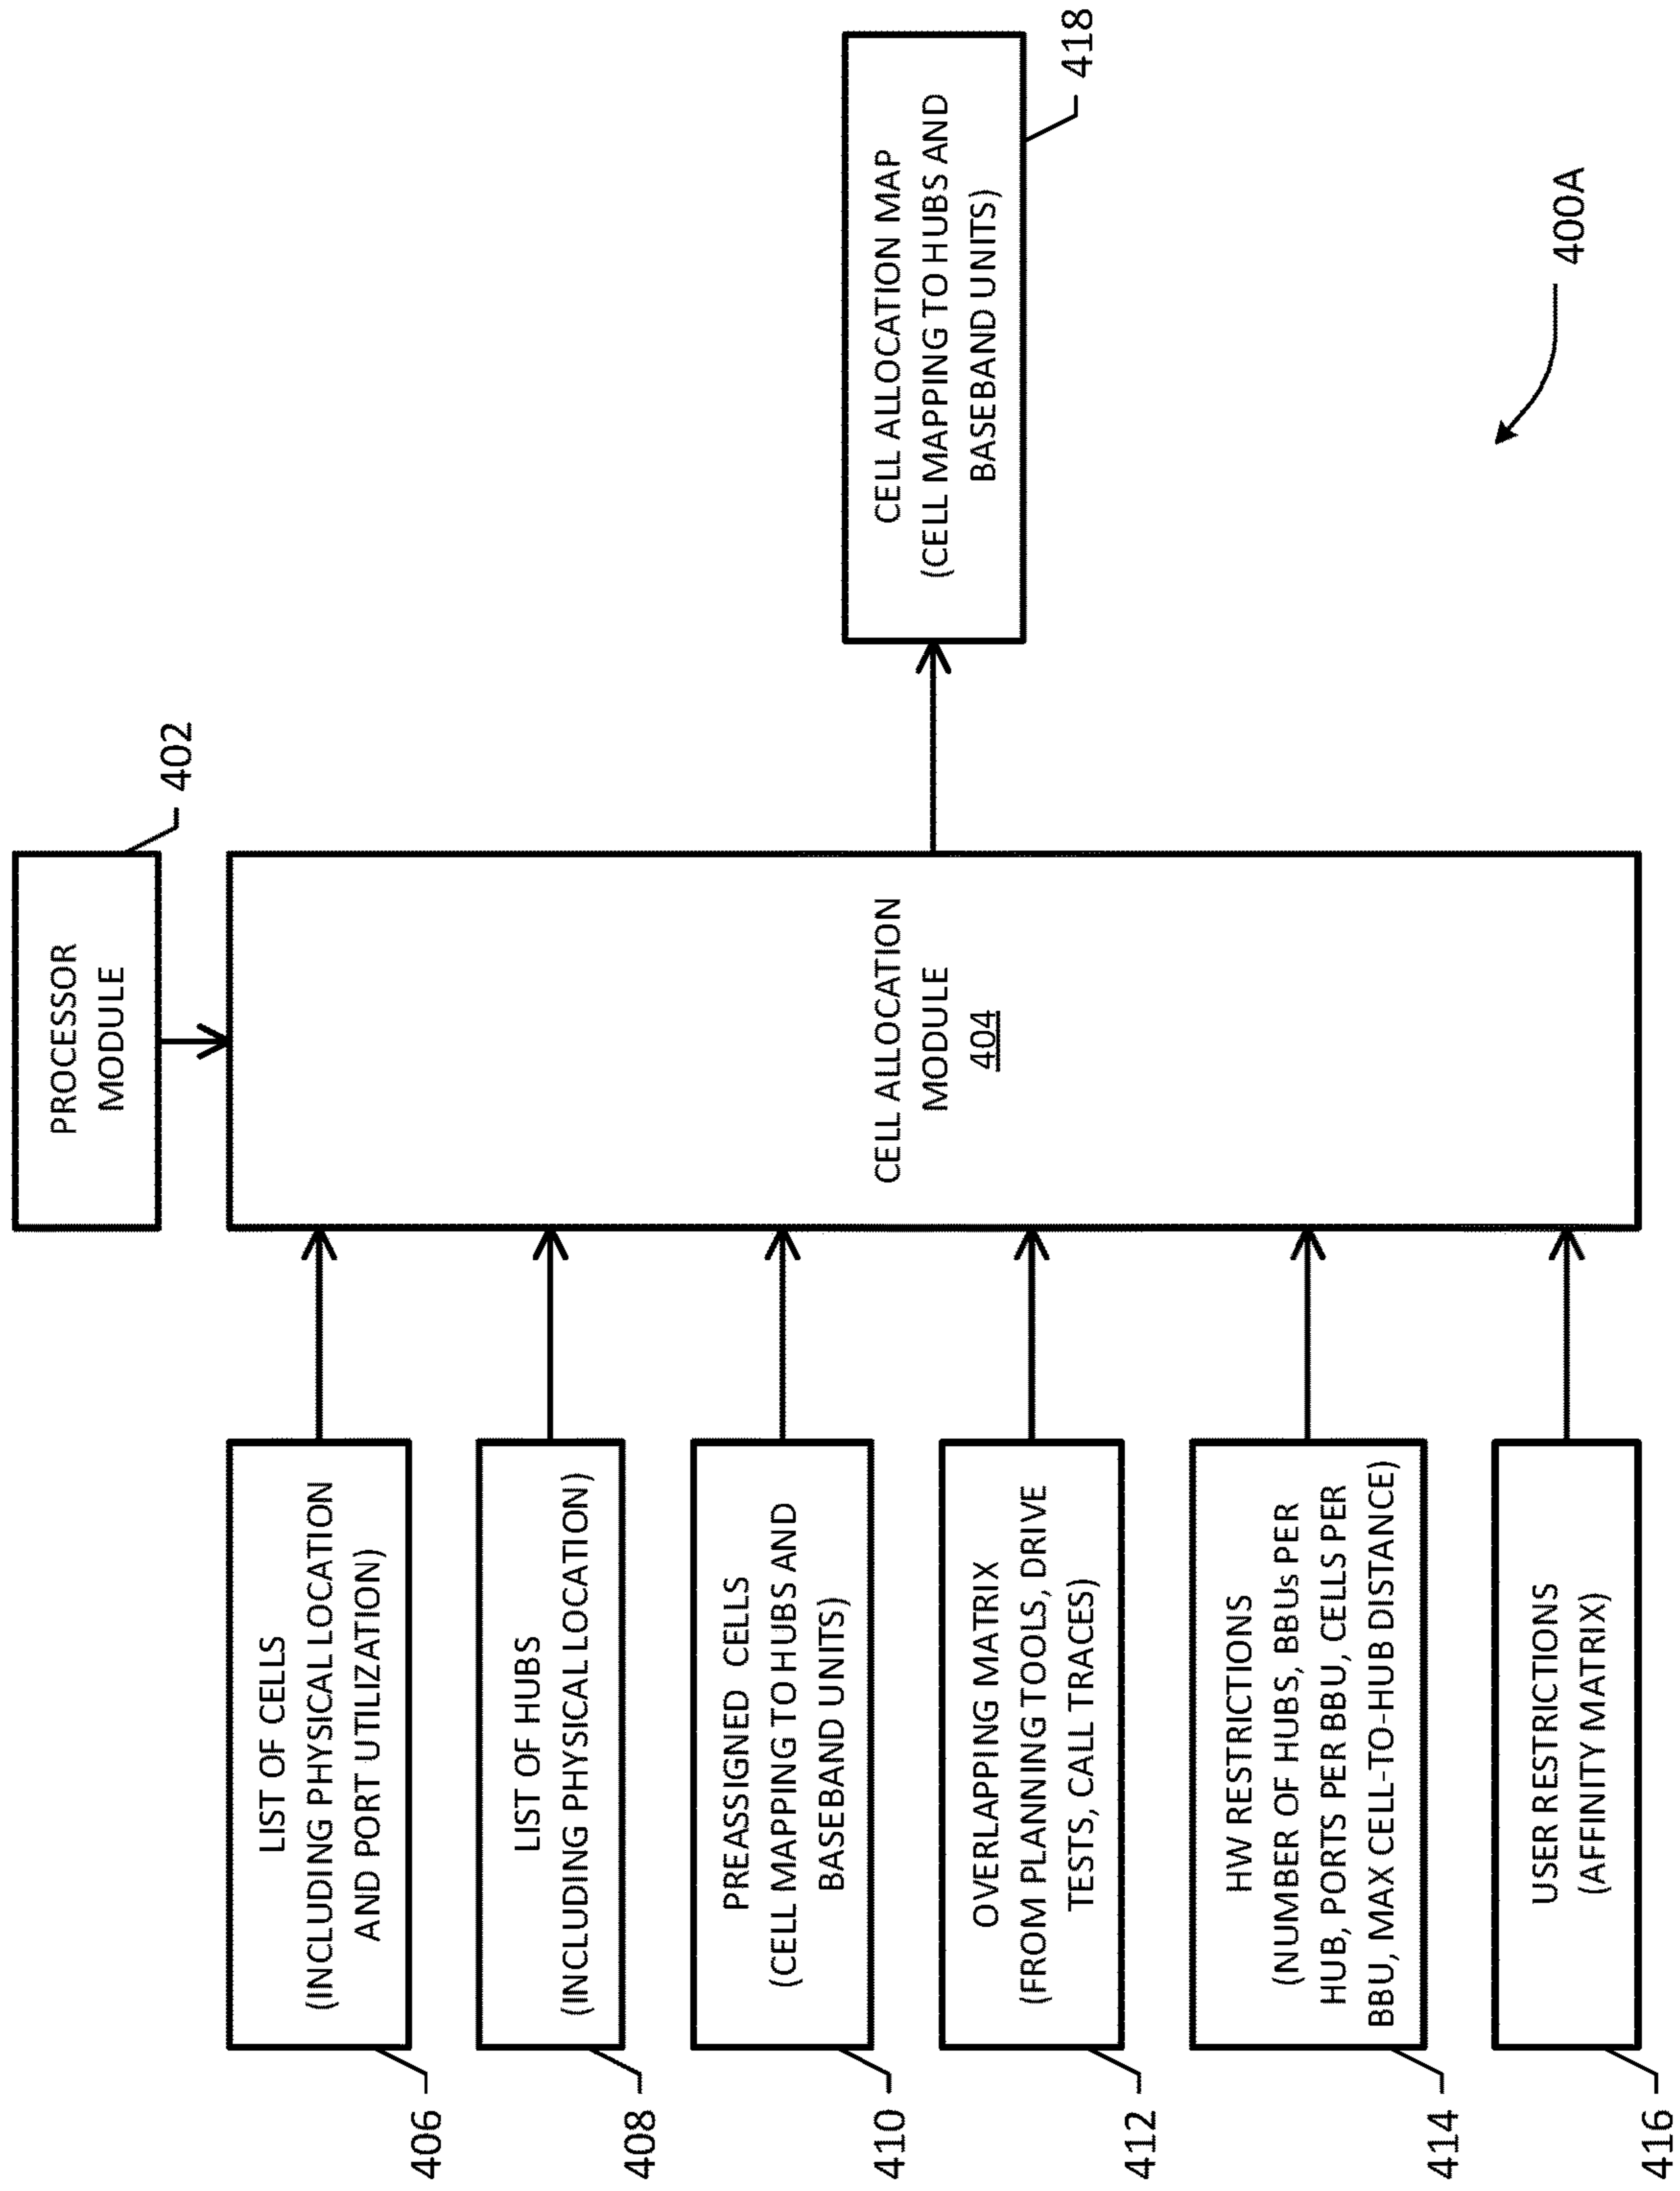 PROCESSOR
MODULE
402
LIST OF CELLS
(INCLUDING PHYSICAL LOCATION
AND PORT UTILIZATION)
406
LIST OF HUBS
(INCLUDING PHYSICAL LOCATION)
408
PREASSIGNED CELLS
(CELL MAPPING TO HUBS AND
BASEBAND UNITS)
410
OVERLAPPING MATRIX
(FROM PLANNING TOOLS, DRIVE
TESTS, CALL TRACES)
412
HW RESTRICTIONS
(NUMBER OF HUBS, BBUs PER
HUB, PORTS PER BBU, CELLS PER
BBU, MAX CELL-TO-HUB DISTANCE)
414
USER RESTRICTIONS
(AFFINITY MATRIX)
416
CELL ALLOCATION
MODULE
404
CELL ALLOCATION MAP
(CELL MAPPING TO HUBS AND
BASEBAND UNITS)
418
400A